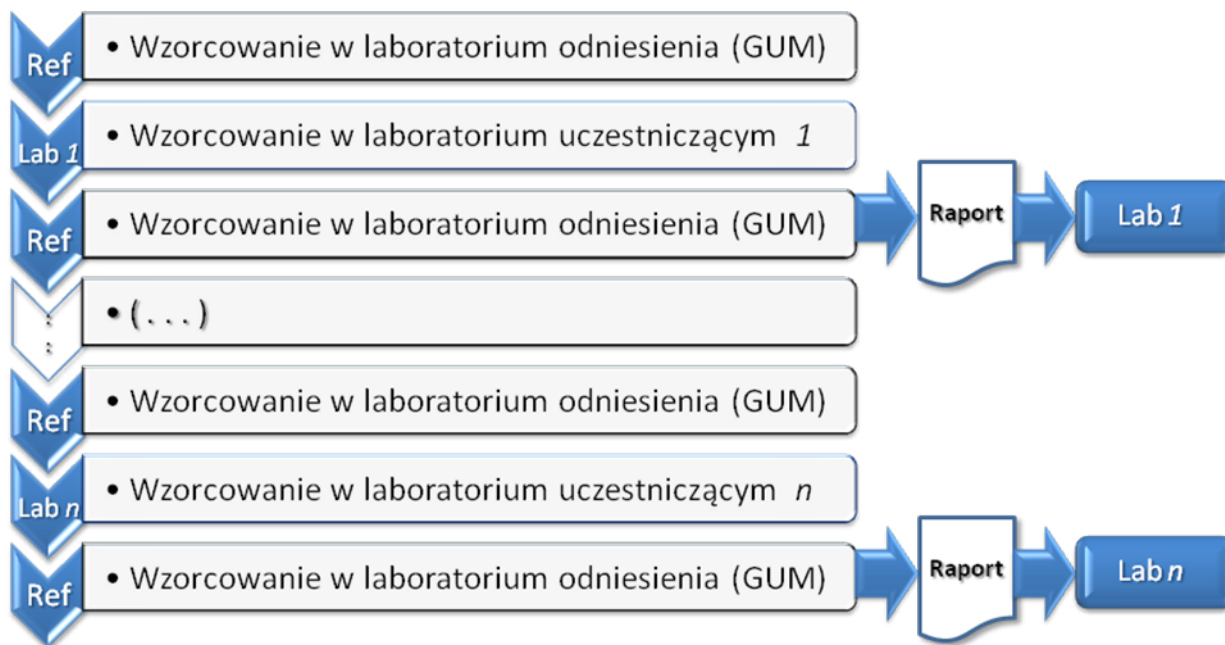 Ref
• Wzorcowanie w laboratorium odniesienia (GUM)
Lab 1
• Wzorcowanie w laboratorium uczestniczącym 1
Ref
• Wzorcowanie w laboratorium odniesienia (GUM)
Raport
Lab 1
:
:
• (...)
Ref
• Wzorcowanie w laboratorium odniesienia (GUM)
Lab n
• Wzorcowanie w laboratorium uczestniczącym n
Ref
• Wzorcowanie w laboratorium odniesienia (GUM)
Raport
Lab n